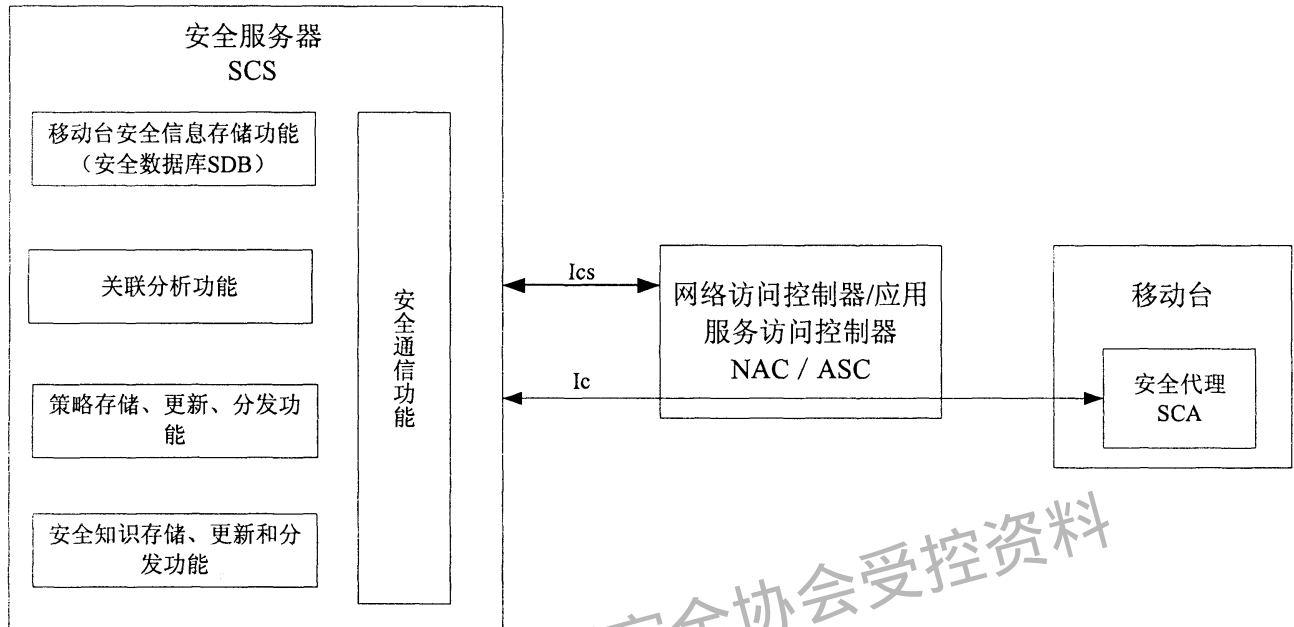 安全服务器
SCS
移动台安全信息存储功能
（安全数据库SDB）
关联分析功能
策略存储、更新、分发功
能
安全知识存储、更新和分
发功能
安全通信功能
Ics
Ic
网络访问控制器/应用
服务访问控制器
NAC / ASC
移动台
安全代理
SCA
安全协会受控资料